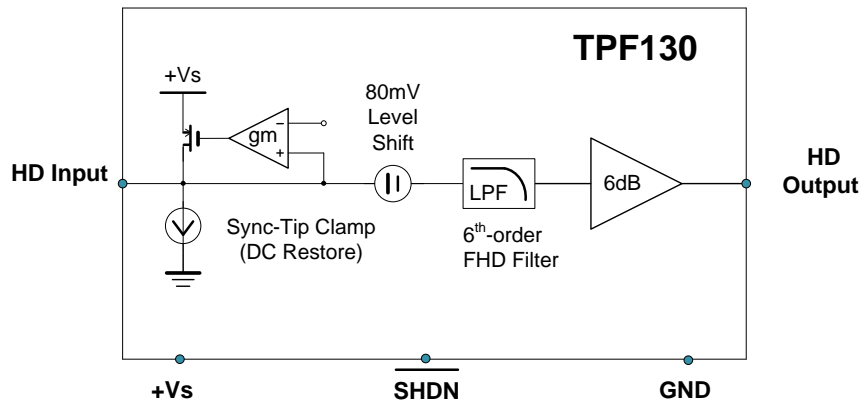 TPF130
+Vs
80mV
Level
Shift
gm
−
+
HD Input
HD
Output
LPF
6dB
Sync-Tip Clamp
(DC Restore)
6th-order
FHD Filter
+Vs
SHDN
GND